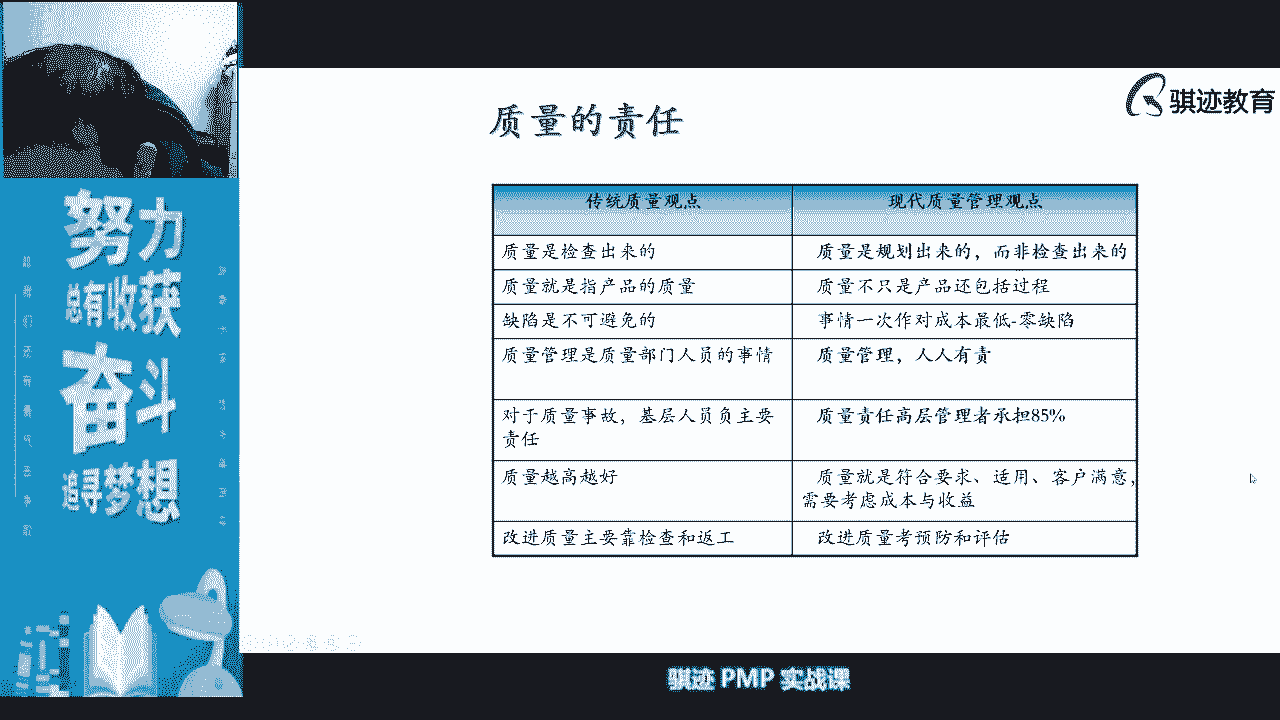 骐迹教育
质量的责任
传统质量观点
现代质量管理观点
质量是检查出来的
质量是规划出来的，而非检查出来的
质量就是指产品的质量
质量不只是产品还包括过程
缺陷是不可避免的
事情一次作对成本最低-零缺陷
质量管理是质量部门人员的事情
质量管理，人人有责
对于质量事故，基层人员负主要
责任
质量责任高层管理者承担85%
质量越高越好
质量就是符合要求、适用、客户满意，
需要考虑成本与收益
改进质量主要靠检查和返工
改进质量考预防和评估
努力
总有收获
奋斗
追寻梦想
骐迹 PMP 实战课